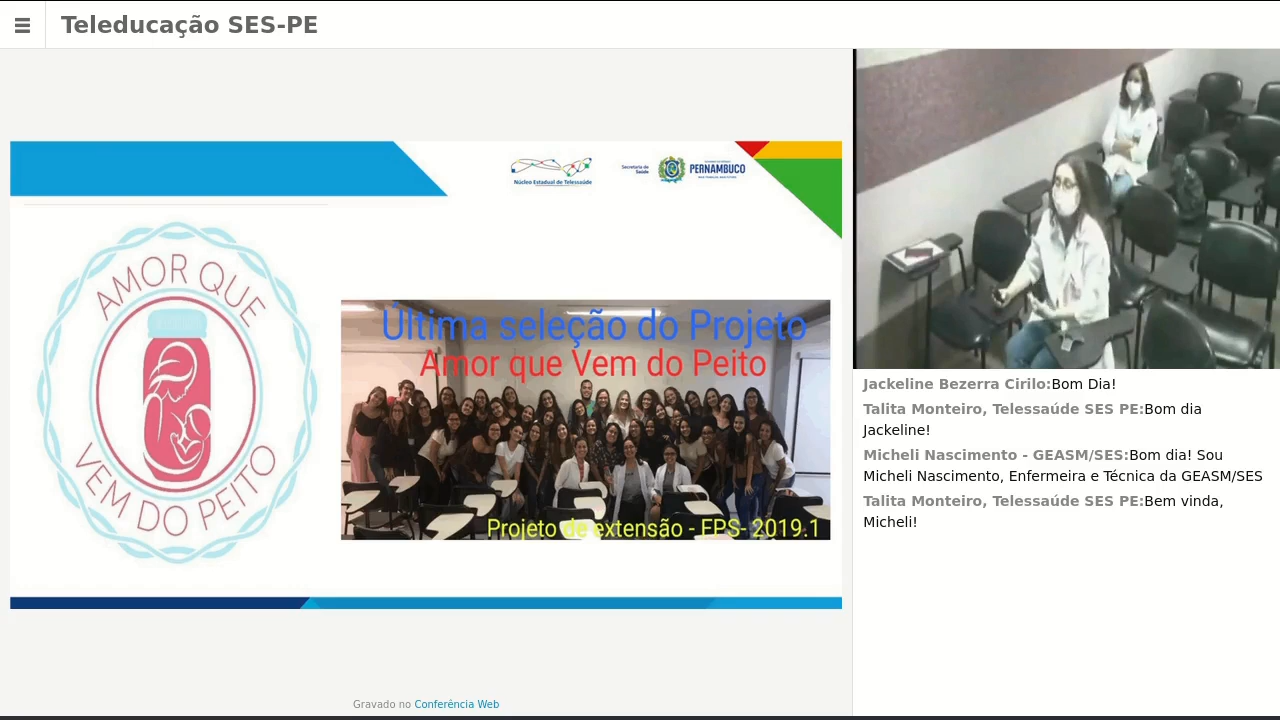 Teleducação SES-PE
Núcleo Estadual de Telessaúde
Secretaria de
Saúde
PERNAMBUCO
AMOR QUE
VEM DO PEITO
Última seleção do Projeto
Amor que Vem do Peito
Projeto de extensão - FPS- 2019.1
Jackeline Bezerra Cirilo:Bom Dia!
Talita Monteiro, Telessaúde SES PE:Bom dia
Jackeline!
Micheli Nascimento - GEASM/SES:Bom dia! Sou
Micheli Nascimento, Enfermeira e Técnica da GEASM/SES
Talita Monteiro, Telessaúde SES PE:Bem vinda,
Micheli!
Gravado no Conferência Web